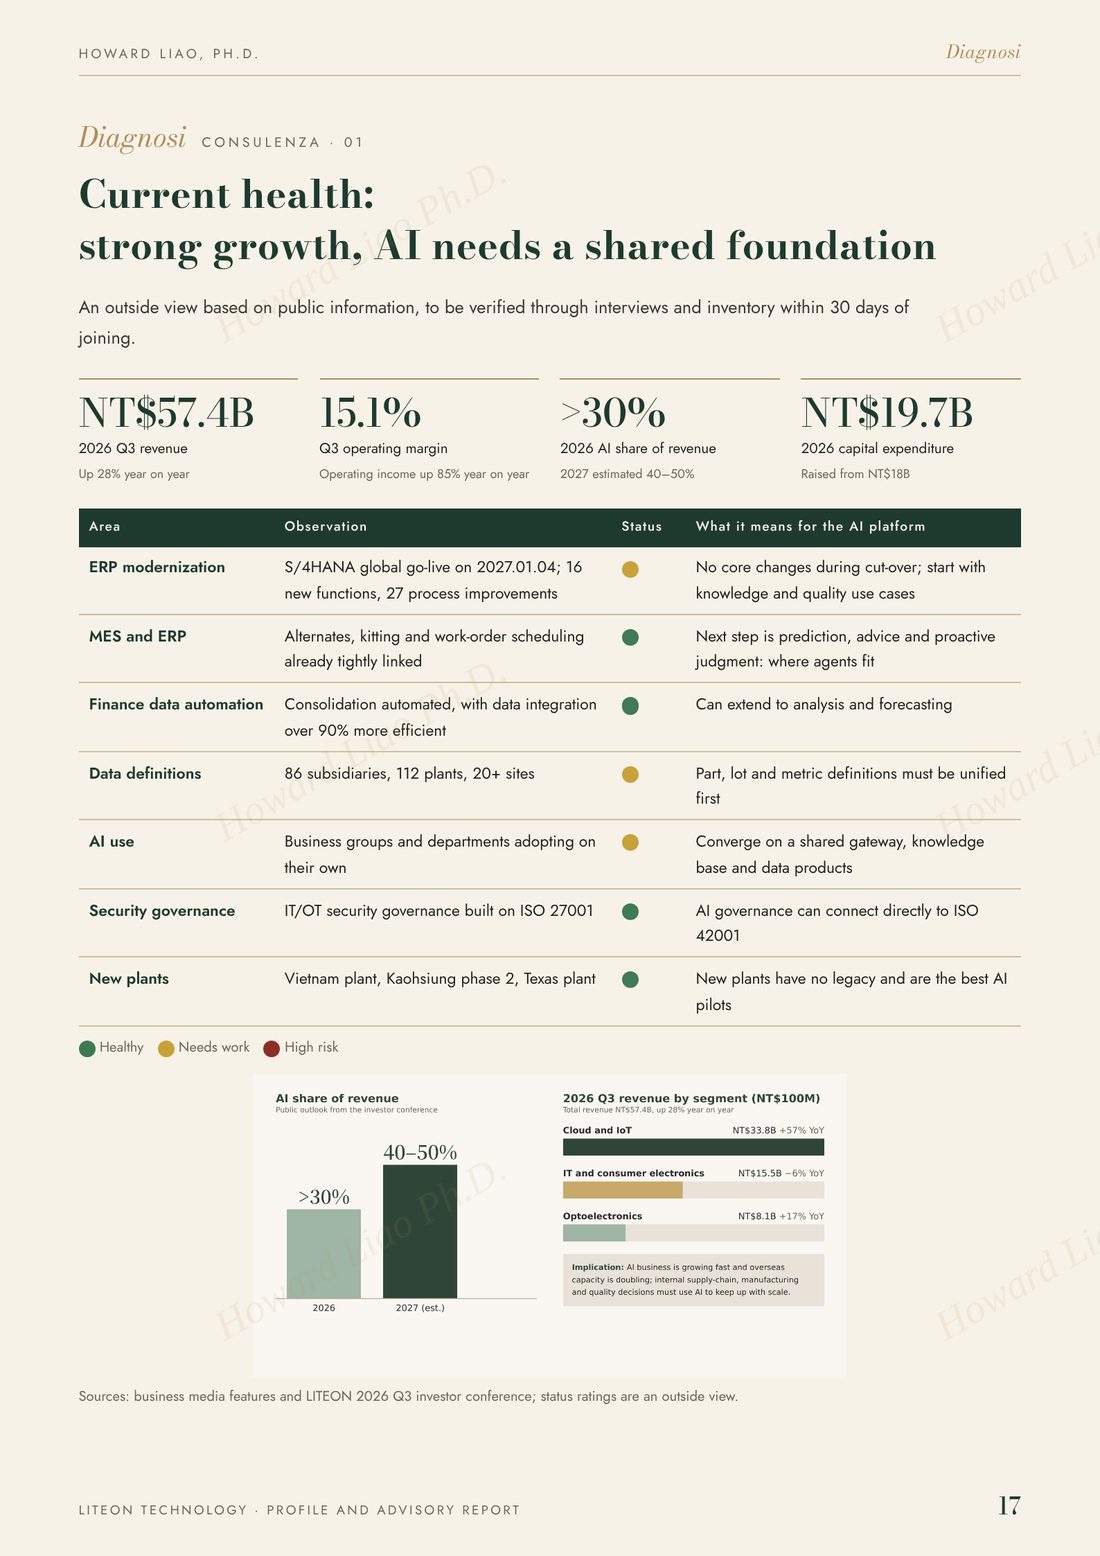 HOWARD LIAO, PH.D.
Diagnosi
Diagnosi CONSULENZA · 01
Current health:
strong growth, AI needs a shared foundation
An outside view based on public information, to be verified through interviews and inventory within 30 days of
joining.
NT$57.4B
2026 Q3 revenue
Up 28% year on year
15.1%
Q3 operating margin
Operating income up 85% year on year
>30%
2026 AI share of revenue
2027 estimated 40–50%
NT$19.7B
2026 capital expenditure
Raised from NT$18B
Area Observation Status What it means for the AI platform
ERP modernization
S/4HANA global go-live on 2027.01.04; 16
new functions, 27 process improvements
No core changes during cut-over; start with
knowledge and quality use cases
MES and ERP
Alternates, kitting and work-order scheduling
already tightly linked
Next step is prediction, advice and proactive
judgment: where agents fit
Finance data automation
Consolidation automated, with data integration
over 90% more efficient
Can extend to analysis and forecasting
Data definitions
86 subsidiaries, 112 plants, 20+ sites
Part, lot and metric definitions must be unified
first
AI use
Business groups and departments adopting on
their own
Converge on a shared gateway, knowledge
base and data products
Security governance
IT/OT security governance built on ISO 27001
AI governance can connect directly to ISO
42001
New plants
Vietnam plant, Kaohsiung phase 2, Texas plant
New plants have no legacy and are the best AI
pilots
Healthy Needs work High risk
AI share of revenue
Public outlook from the investor conference
>30%
40–50%
2026
2027 (est.)
2026 Q3 revenue by segment (NT$100M)
Total revenue NT$57.4B, up 28% year on year
Cloud and IoT NT$33.8B +57% YoY
IT and consumer electronics NT$15.5B −6% YoY
Optoelectronics NT$8.1B +17% YoY
Implication: AI business is growing fast and overseas
capacity is doubling; internal supply-chain, manufacturing
and quality decisions must use AI to keep up with scale.
Sources: business media features and LITEON 2026 Q3 investor conference; status ratings are an outside view.
LITEON TECHNOLOGY · PROFILE AND ADVISORY REPORT
17
Howard Liao Ph.D.
Howard Liao Ph.D.
Howard Liao Ph.D.